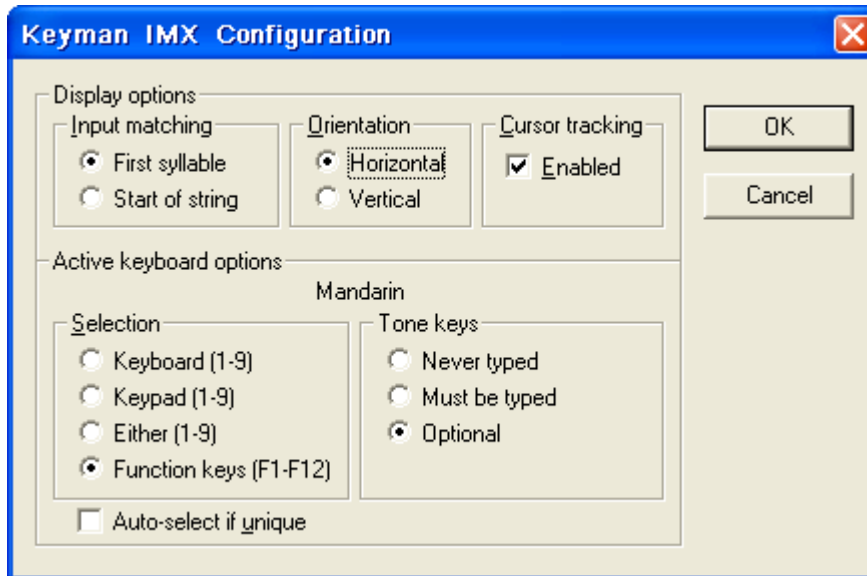 Keyman IMX Configuration
Display options
Input matching
First syllable
Start of string
Orientation
Horizontal
Vertical
Cursor tracking
Enabled
OK
Cancel
Active keyboard options
Mandarin
Selection
Keyboard (1-9)
Keypad (1-9)
Either (1-9)
Function keys (F1-F12)
Tone keys
Never typed
Must be typed
Optional
Auto-select if unique